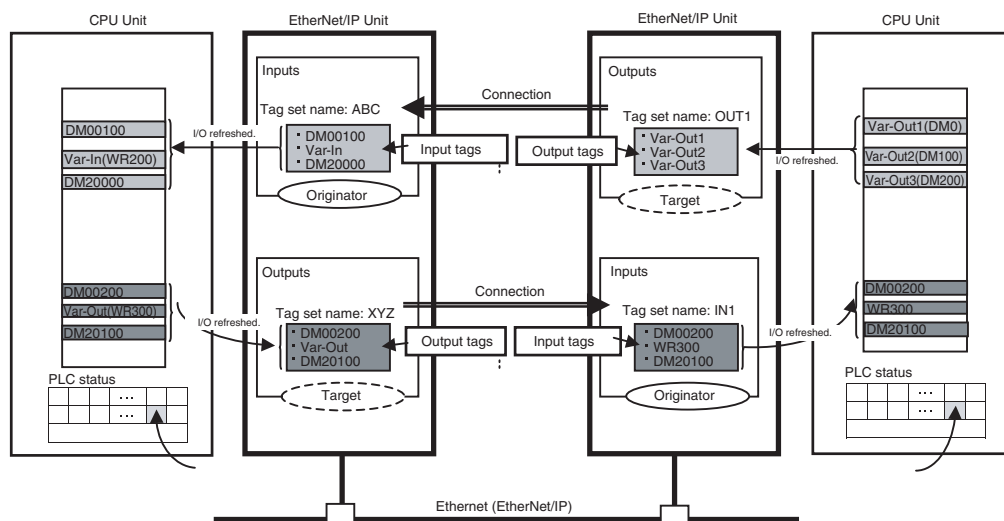 CPU Unit
EtherNet/IP Unit
EtherNet/IP Unit
CPU Unit
Inputs
Tag set name: ABC
• DM00100
• Var-In
• DM20000
Input tags
Originator
Connection
Outputs
Tag set name: OUT1
• Var-Out1
• Var-Out2
• Var-Out3
Output tags
Target
DM00100
Var-In(WR200)
DM20000
I/O refreshed.
I/O refreshed.
Var-Out1(DM0)
Var-Out2(DM100)
Var-Out3(DM200)
DM00200
Var-Out(WR300)
DM20100
I/O refreshed.
Outputs
Tag set name: XYZ
• DM00200
• Var-Out
• DM20100
Output tags
Target
Connection
Inputs
Tag set name: IN1
• DM00200
• WR300
• DM20100
Input tags
Originator
I/O refreshed.
DM00200
WR300
DM20100
PLC status
...
...
PLC status
...
...
Ethernet (EtherNet/IP)